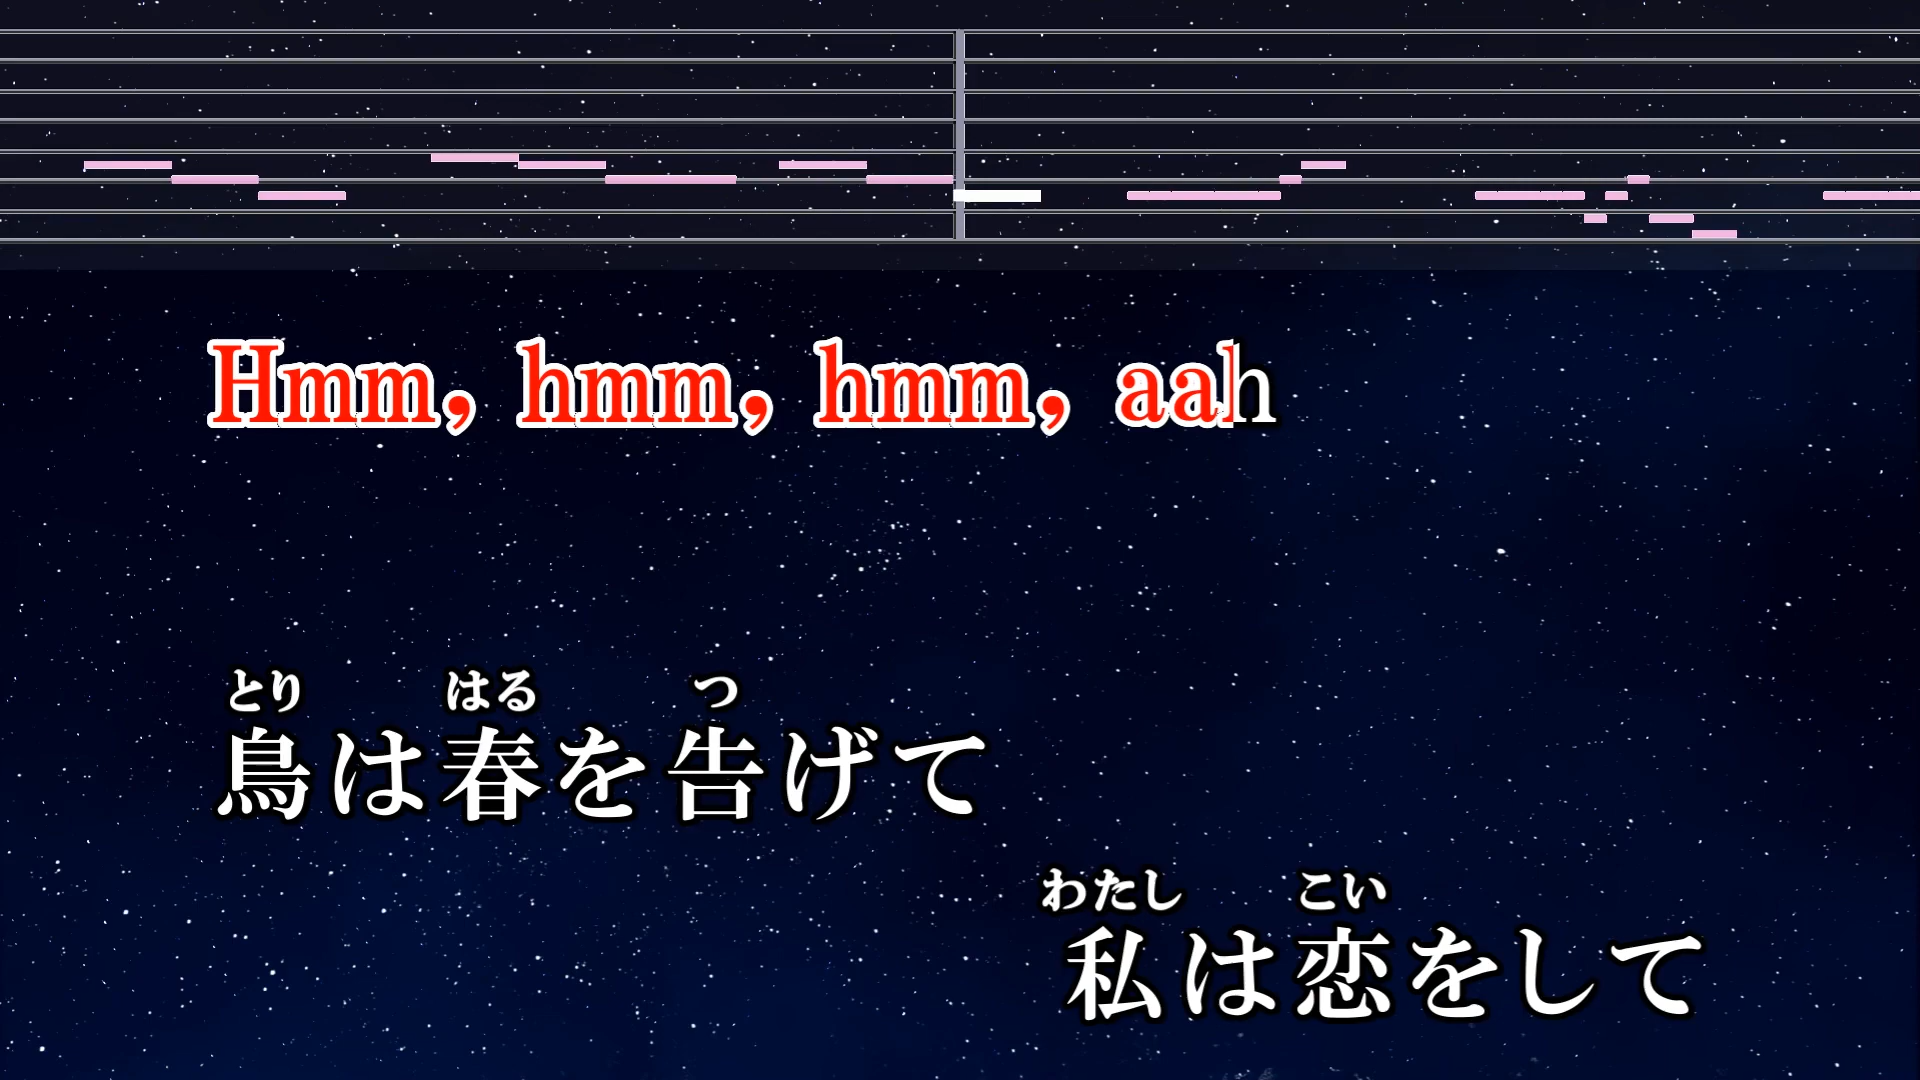 Hmm, hmm, hmm, aah
とり はる つ
鳥は春を告げて
わたし こい
私は恋をして